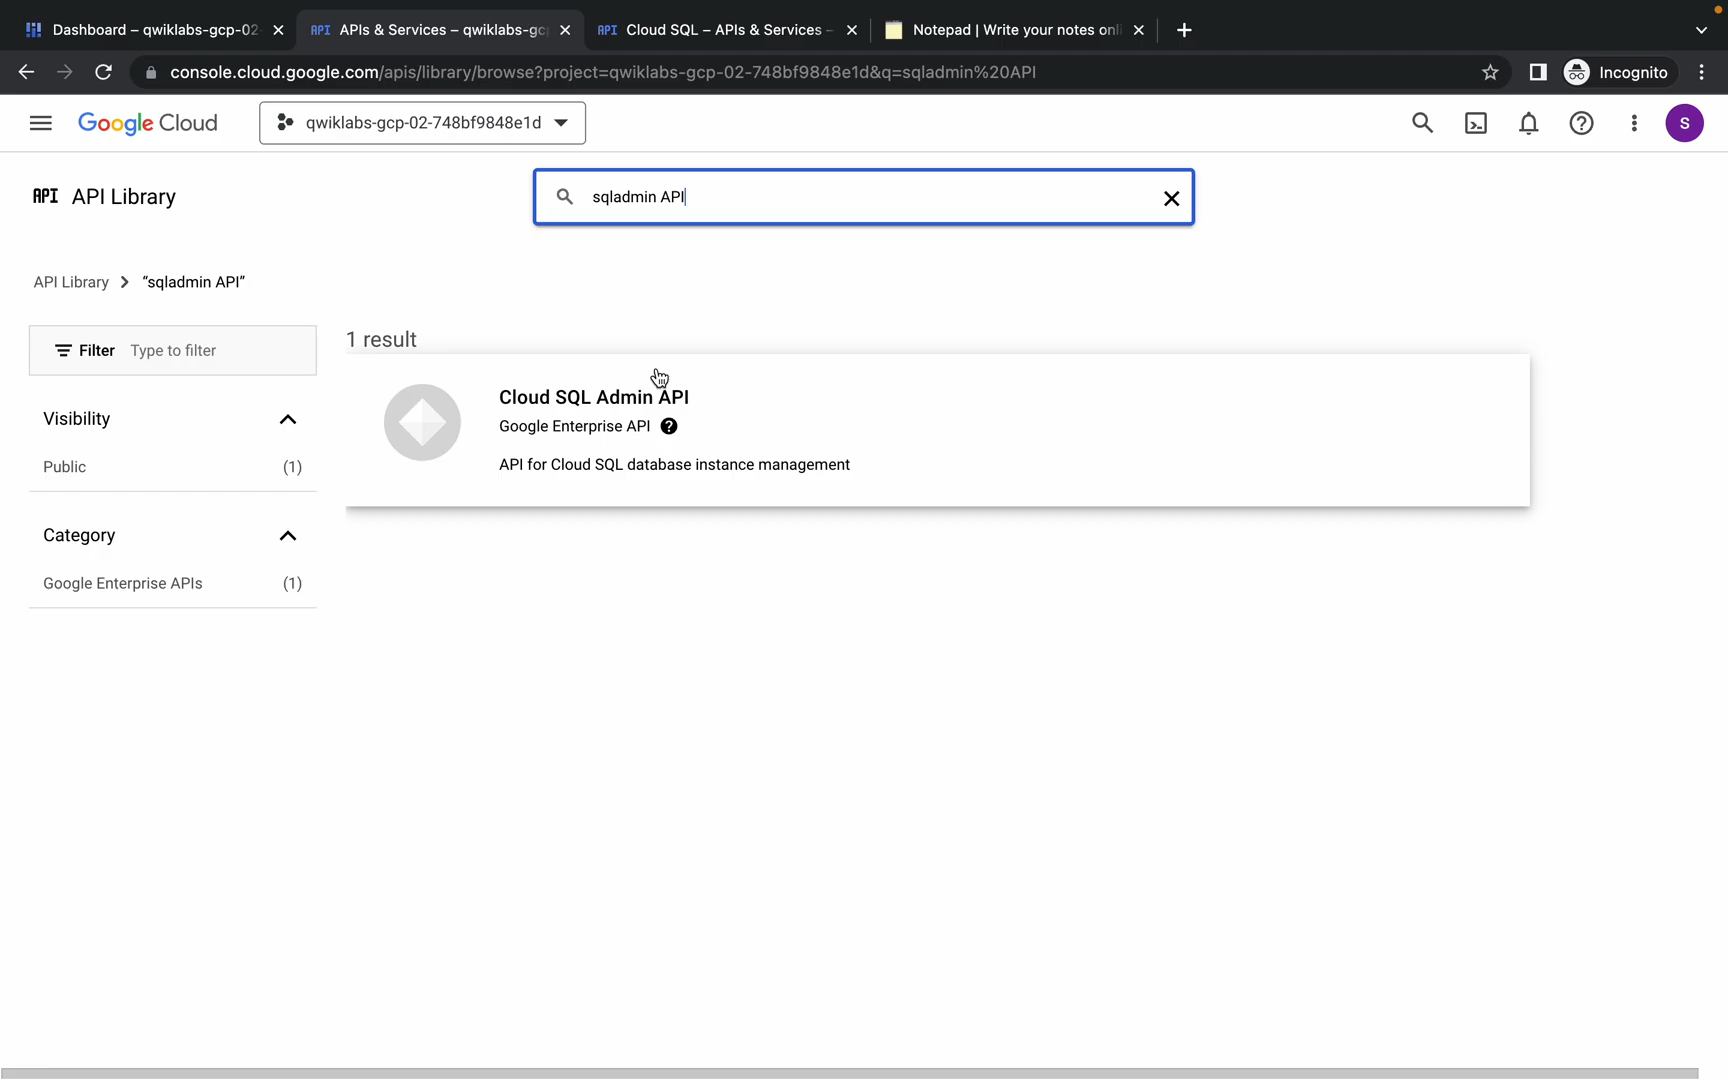 Dashboard – qwiklabs-gcp-02-
APIs & Services – qwiklabs-gc
Cloud SQL – APIs & Services –
Notepad | Write your notes onli
console.cloud.google.com/apis/library/browse?project=qwiklabs-gcp-02-748bf9848e1d&q=sqladmin%20API
Incognito
Google Cloud
qwiklabs-gcp-02-748bf9848e1d
S
API API Library
sqladmin API
API Library
“sqladmin API”
Filter Type to filter
1 result
Cloud SQL Admin API
Google Enterprise API
API for Cloud SQL database instance management
Visibility
Public (1)
Category
Google Enterprise APIs (1)